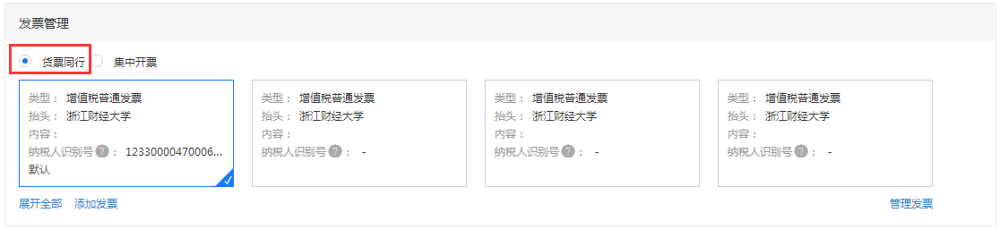 发票管理
货票同行 集中开票
类型： 增值税普通发票
抬头： 浙江财经大学
内容：
纳税人识别号 ? ： 12330000470006...
默认
类型： 增值税普通发票
抬头： 浙江财经大学
内容：
纳税人识别号 ? ： -
类型： 增值税普通发票
抬头： 浙江财经大学
内容：
纳税人识别号 ? ： -
类型： 增值税普通发票
抬头： 浙江财经大学
内容：
纳税人识别号 ? ： -
展开全部 添加发票 管理发票